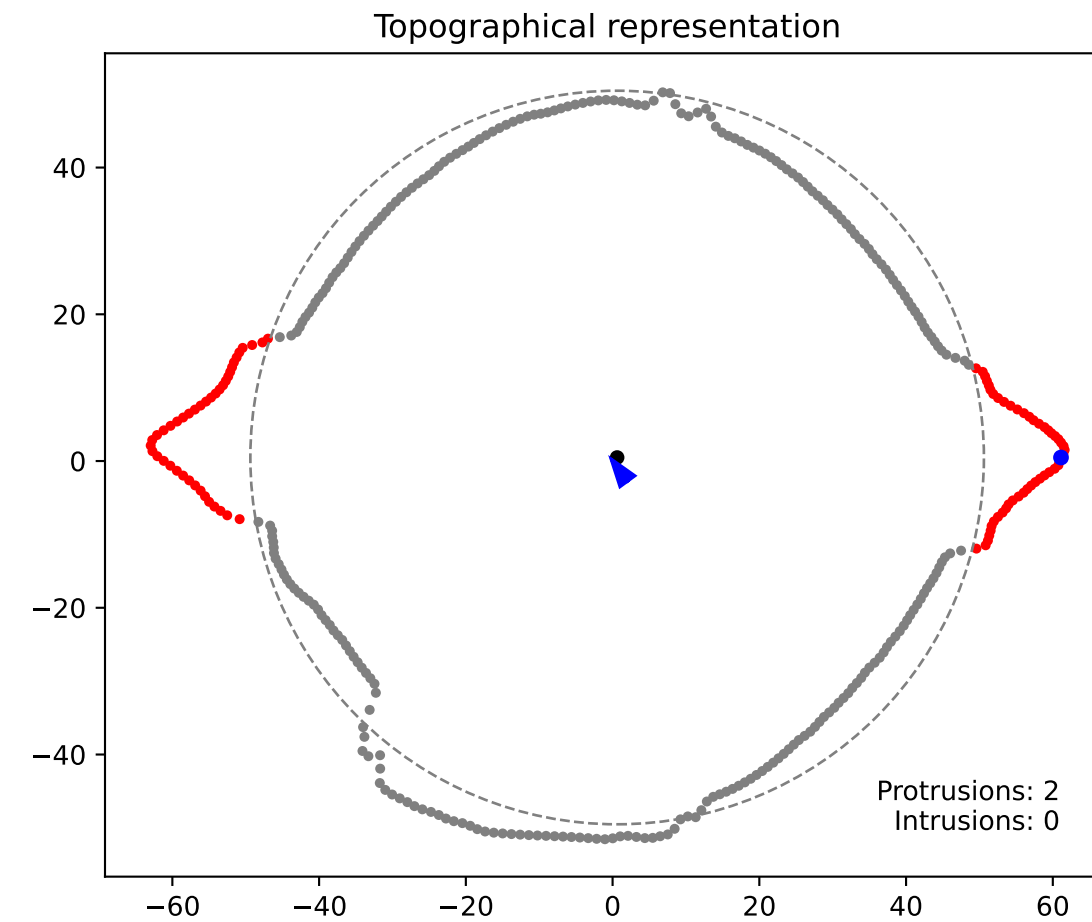 Topographical representation
40
20
0
−20
−40
Protrusions: 2
Intrusions: 0
−60 −40 −20 0 20 40 60